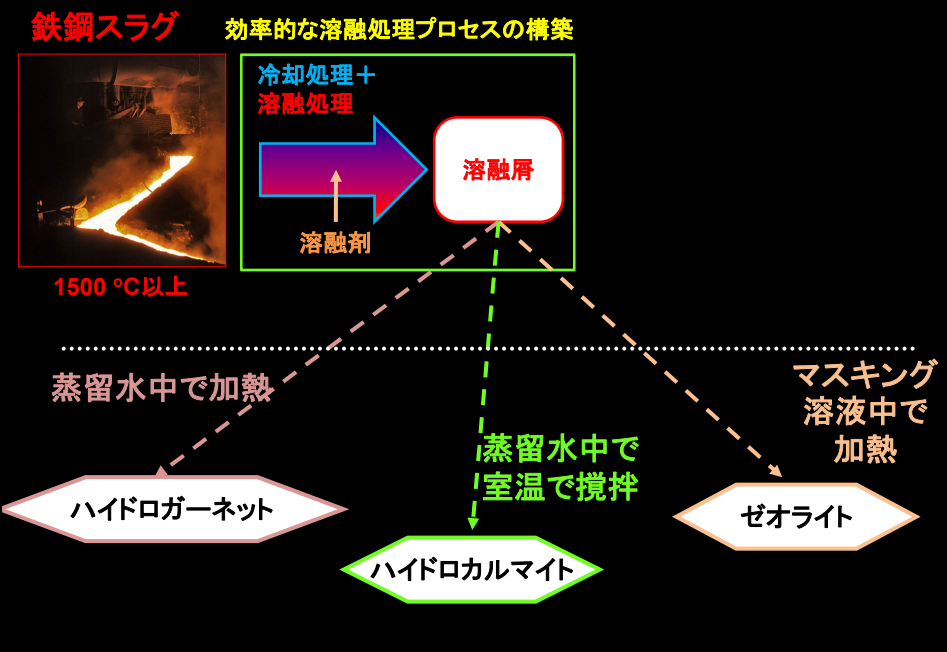 鉄鋼スラグ
効率的な溶融処理プロセスの構築
冷却処理＋
溶融処理
溶融屑
溶融剤
1500 ℃以上
蒸留水中で加熱
マスキング
溶液中で
加熱
蒸留水中で
室温で撹拌
ハイドロガーネット
ゼオライト
ハイドロカルマイト